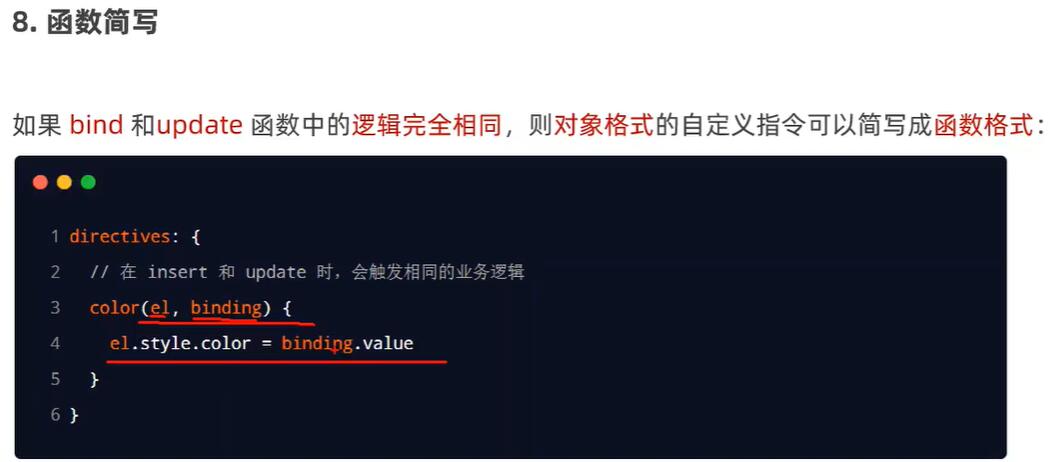 8. 函数简写
如果 bind 和update 函数中的逻辑完全相同，则对象格式的自定义指令可以简写成函数格式：
1 directives: {
2 // 在 insert 和 update 时，会触发相同的业务逻辑
3 color(el, binding) {
4 el.style.color = binding.value
5 }
6 }